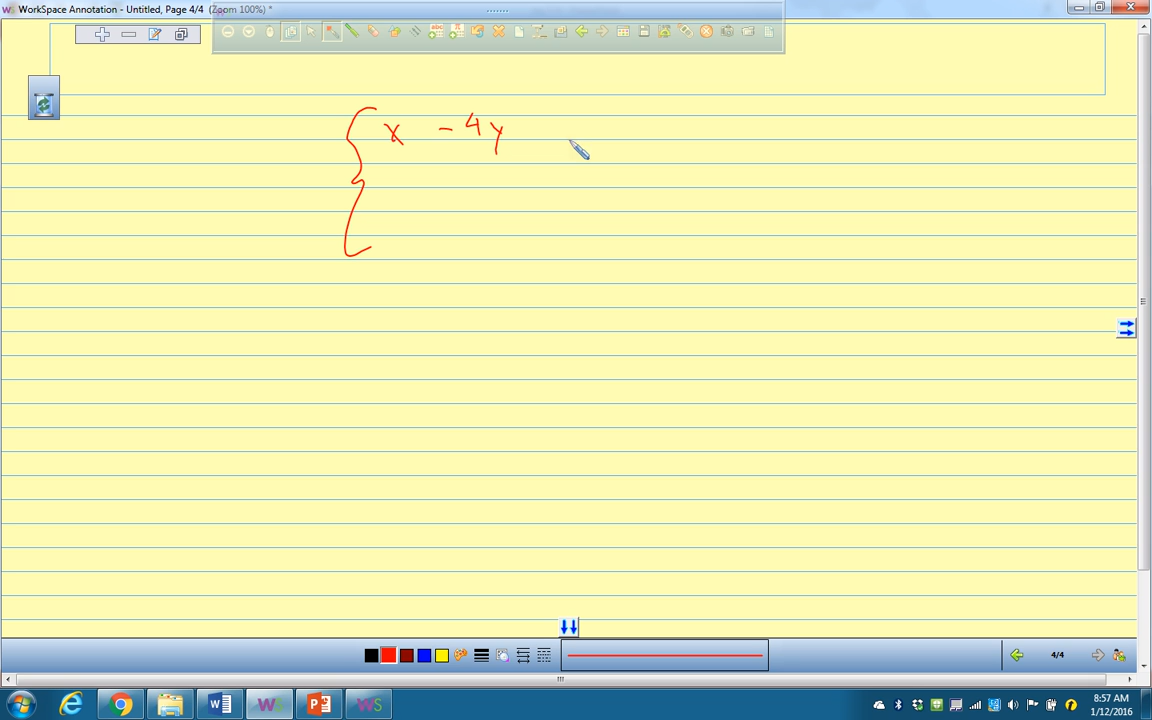 WorkSpace Annotation - Untitled, Page 4/4 (Zoom 100%) *
x - 4y
4/4
8:57 AM
1/12/2016